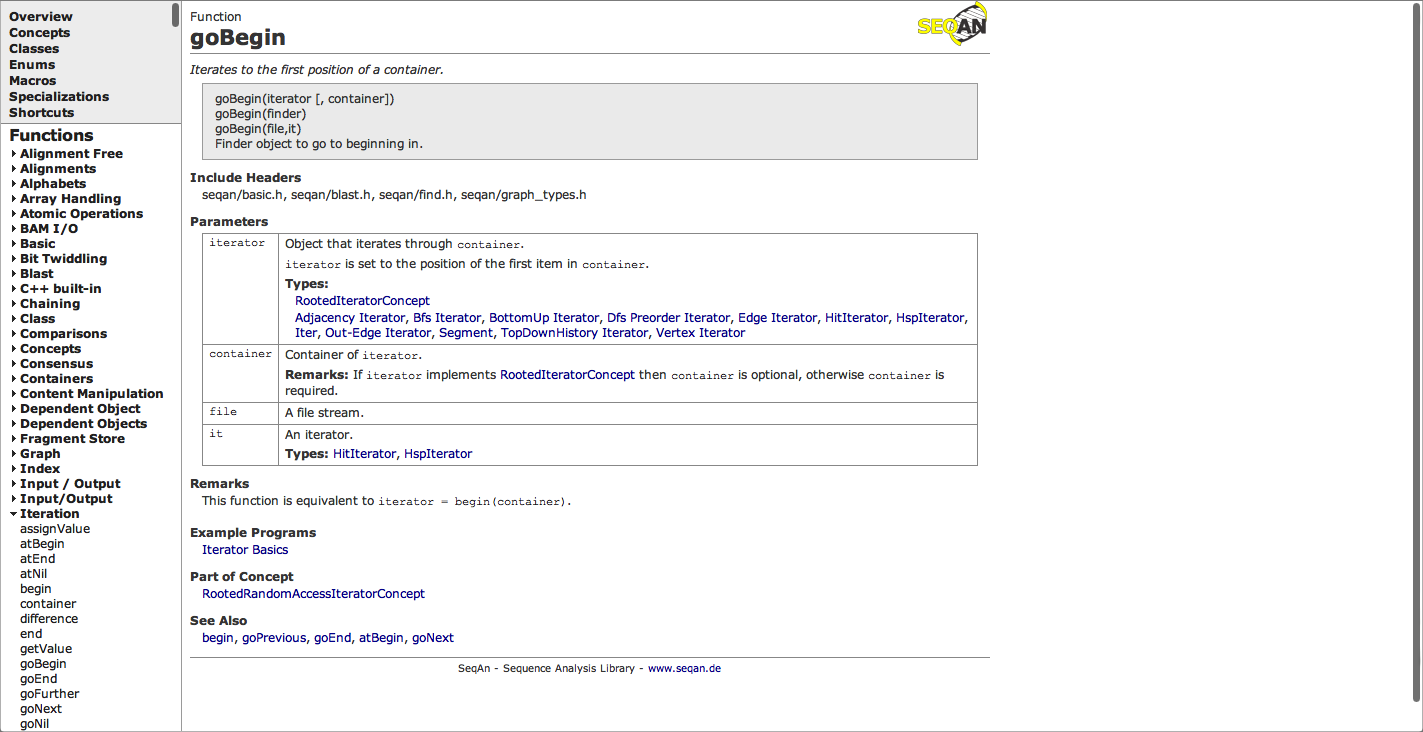 Overview
Concepts
Classes
Enums
Macros
Specializations
Shortcuts
Functions
Alignment Free
Alignments
Alphabets
Array Handling
Atomic Operations
BAM I/O
Basic
Bit Twiddling
Blast
C++ built-in
Chaining
Class
Comparisons
Concepts
Consensus
Containers
Content Manipulation
Dependent Object
Dependent Objects
Fragment Store
Graph
Index
Input / Output
Input/Output
Iteration
assignValue
atBegin
atEnd
atNil
begin
container
difference
end
getValue
goBegin
goEnd
goFurther
goNext
goNil
Function
goBegin
SEQAN
Iterates to the first position of a container.
goBegin(iterator [, container])
goBegin(finder)
goBegin(file,it)
Finder object to go to beginning in.
Include Headers
seqan/basic.h, seqan/blast.h, seqan/find.h, seqan/graph_types.h
Parameters
iterator
Object that iterates through container.
iterator is set to the position of the first item in container.
Types:
RootedIteratorConcept
Adjacency Iterator, Bfs Iterator, BottomUp Iterator, Dfs Preorder Iterator, Edge Iterator, HitIterator, HspIterator,
Iter, Out-Edge Iterator, Segment, TopDownHistory Iterator, Vertex Iterator
container
Container of iterator.
Remarks: If iterator implements RootedIteratorConcept then container is optional, otherwise container is
required.
file
A file stream.
it
An iterator.
Types: HitIterator, HspIterator
Remarks
This function is equivalent to iterator = begin(container).
Example Programs
Iterator Basics
Part of Concept
RootedRandomAccessIteratorConcept
See Also
begin, goPrevious, goEnd, atBegin, goNext
SeqAn - Sequence Analysis Library - www.seqan.de